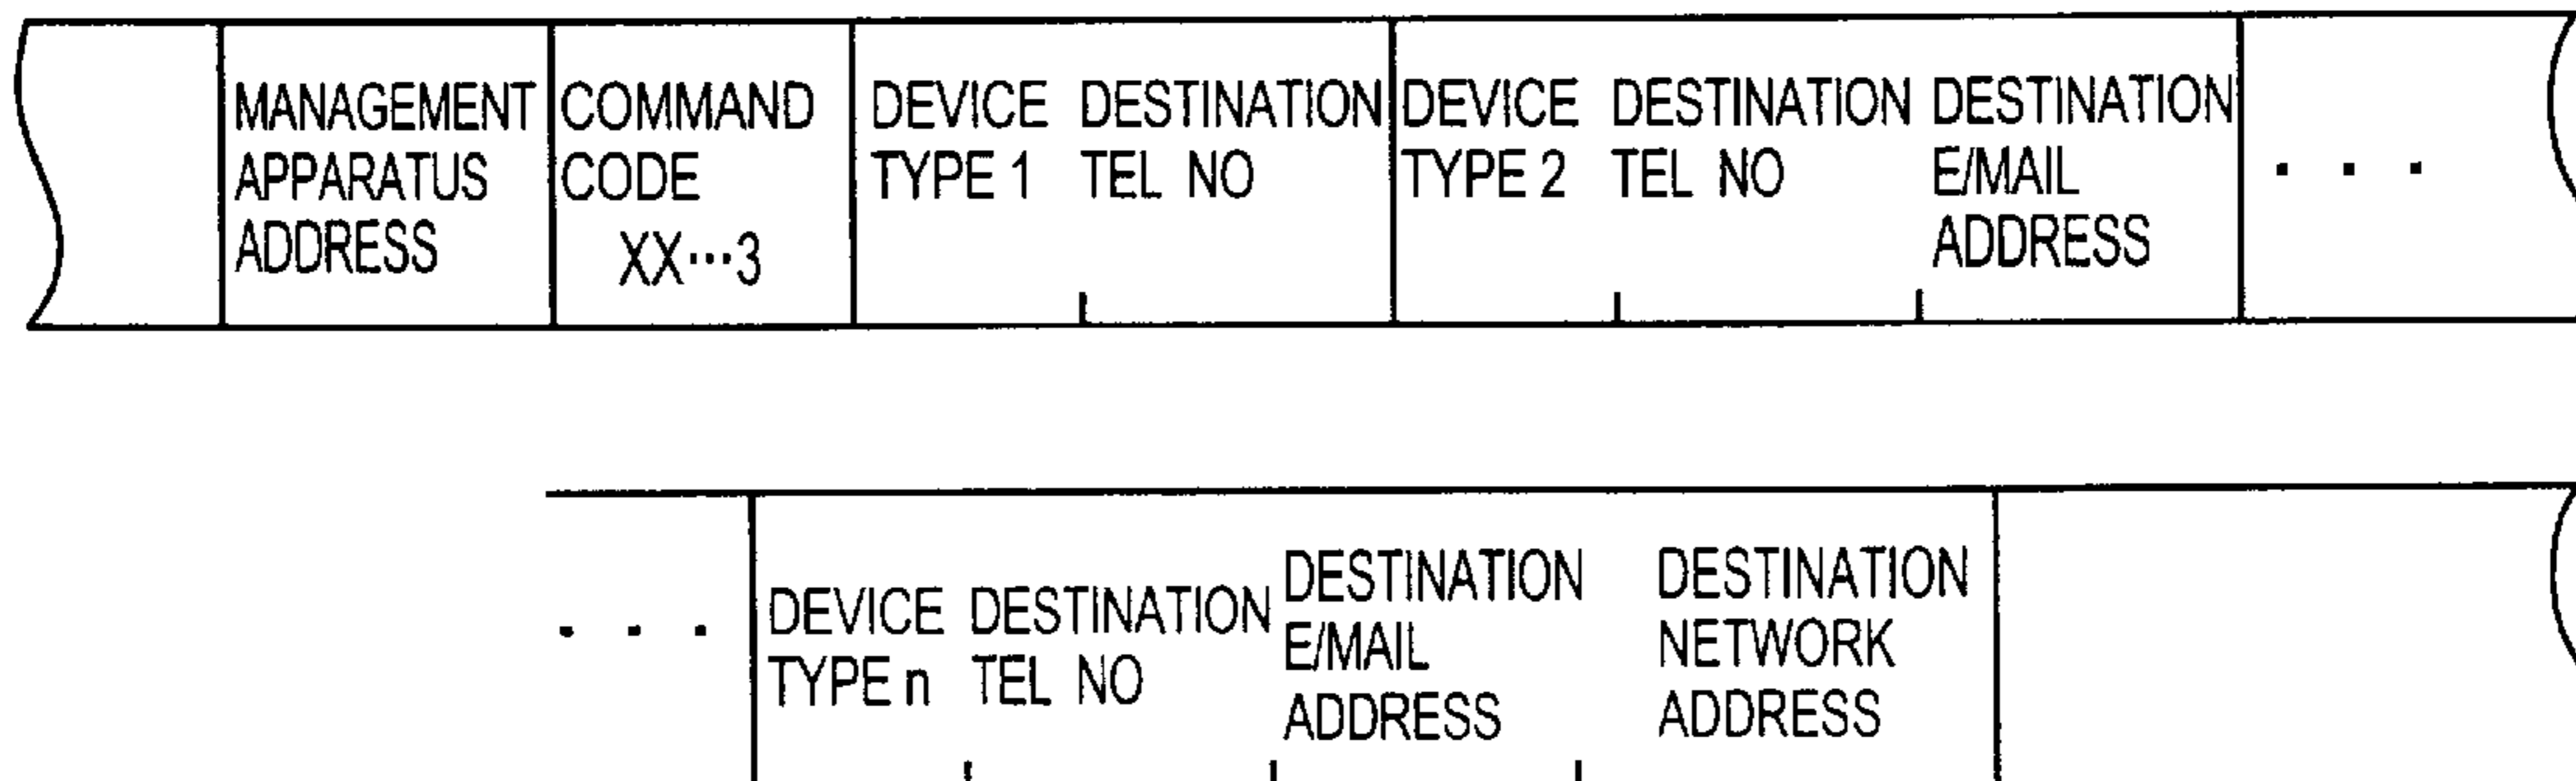 MANAGEMENT APPARATUS ADDRESS
COMMAND CODE XX···3
DEVICE TYPE 1
DESTINATION TEL NO
DEVICE TYPE 2
DESTINATION TEL NO
DESTINATION E/MAIL ADDRESS
. . .
. . .
DEVICE TYPE n
DESTINATION TEL NO
DESTINATION E/MAIL ADDRESS
DESTINATION NETWORK ADDRESS